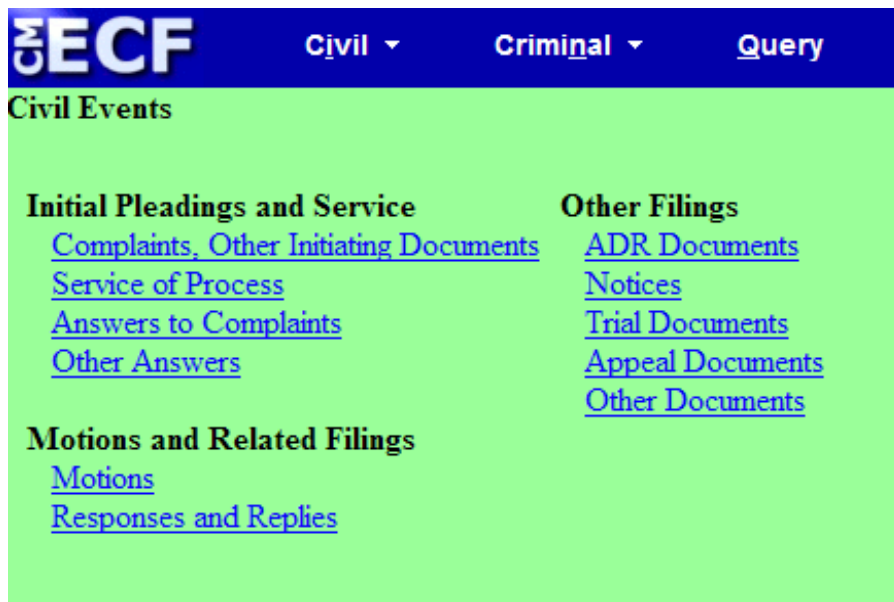 CM ECF Civil Criminal Query
Civil Events
Initial Pleadings and Service
Complaints, Other Initiating Documents
Service of Process
Answers to Complaints
Other Answers
Motions and Related Filings
Motions
Responses and Replies
Other Filings
ADR Documents
Notices
Trial Documents
Appeal Documents
Other Documents